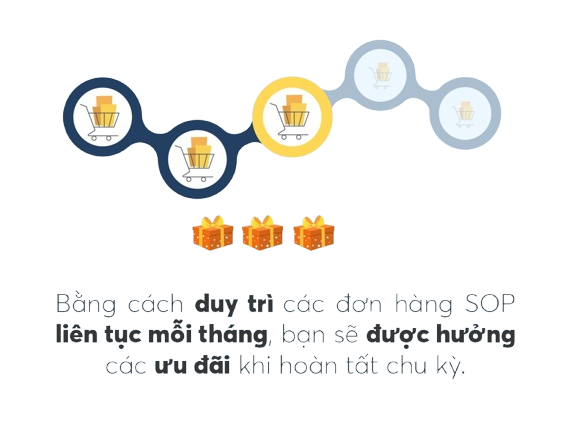 Bằng cách duy trì các đơn hàng SOP
liên tục mỗi tháng, bạn sẽ được hưởng
các ưu đãi khi hoàn tất chu kỳ.